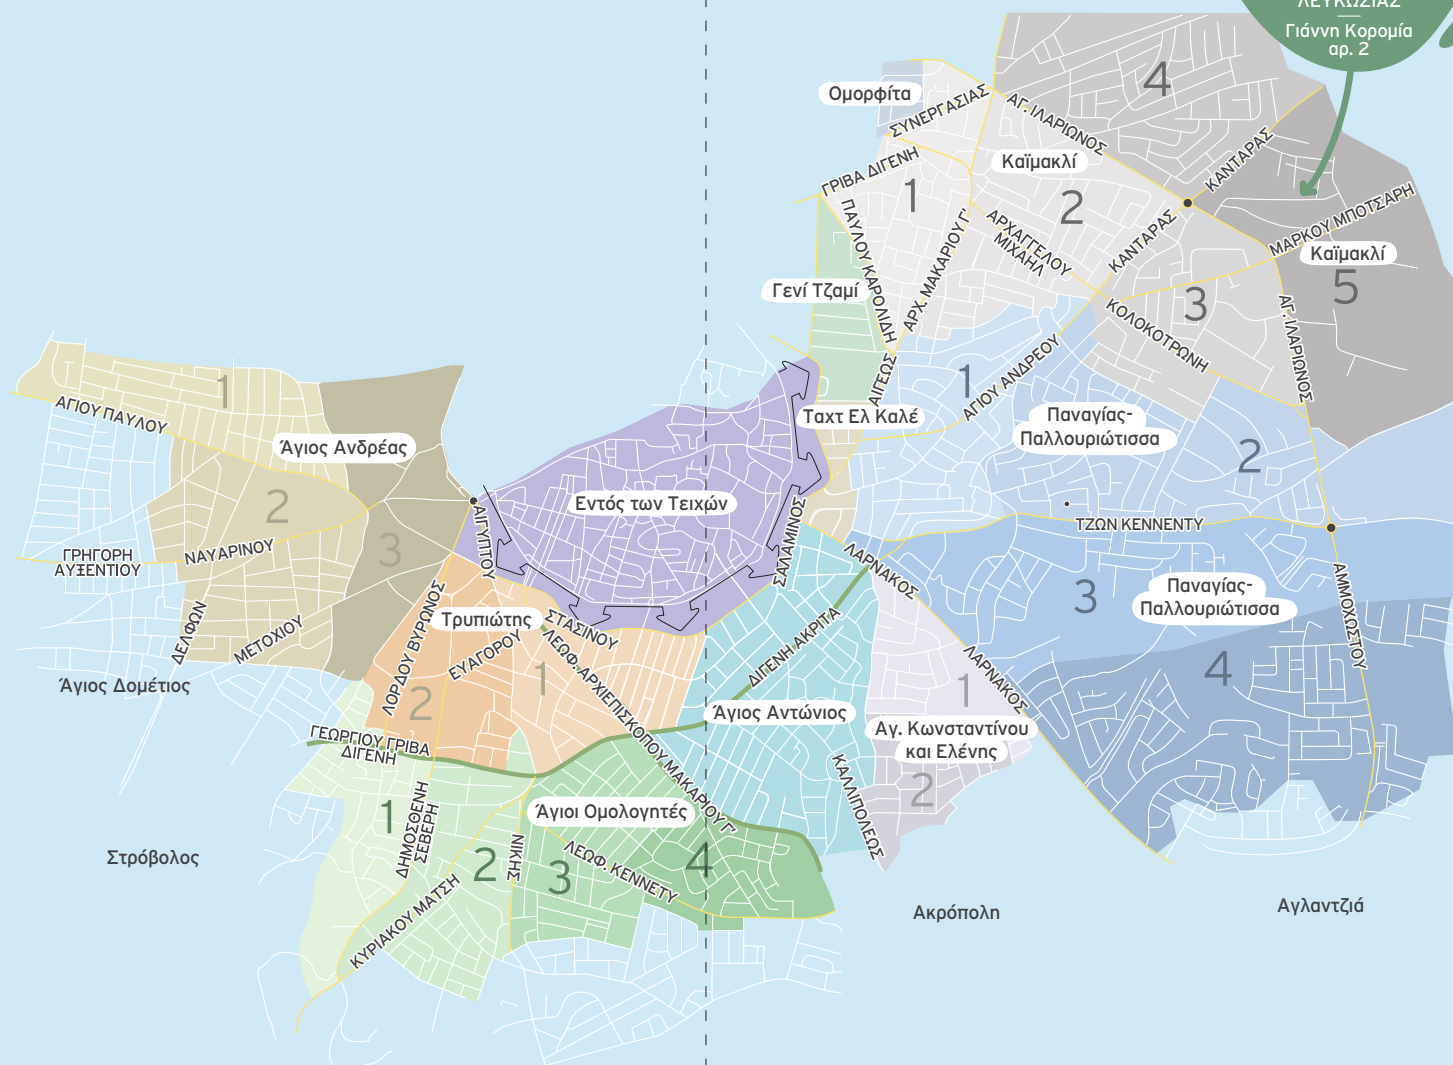 ΛΕΥΚΩΣΙΑΣ
Γιάννη Κορομία
αρ. 2
4
Ομορφίτα
ΣΥΝΕΡΓΑΣΙΑΣ
ΑΓ. ΙΛΑΡΙΩΝΟΣ
ΚΑΝΤΑΡΑΣ
Καϊμακλί
ΓΡΙΒΑ ΔΙΓΕΝΗ
1
2
ΠΑΥΛΟΥ ΚΑΡΟΛΙΔΗ
ΑΡΧ. ΜΑΚΑΡΙΟΥ Γ'
ΑΡΧΑΓΓΕΛΟΥ
ΜΙΧΑΗΛ
ΚΑΝΤΑΡΑΣ
ΜΑΡΚΟΥ ΜΠΟΤΣΑΡΗ
Καϊμακλί
5
Γενί Τζαμί
3
ΚΟΛΟΚΟΤΡΩΝΗ
ΑΓ. ΙΛΑΡΙΩΝΟΣ
ΑΙΓΕΩΣ
1
ΑΓΙΟΥ ΑΝΔΡΕΟΥ
1
ΑΓΙΟΥ ΠΑΥΛΟΥ
Άγιος Ανδρέας
Ταχτ Ελ Καλέ
Παναγίας-
Παλλουριώτισσα
2
2
Εντός των Τειχών
ΑΙΓΥΠΤΟΥ
ΣΑΛΑΜΙΝΟΣ
ΤΖΩΝ ΚΕΝΝΕΝΤΥ
ΓΡΗΓΟΡΗ
ΑΥΞΕΝΤΙΟΥ
ΝΑΥΑΡΙΝΟΥ
3
ΛΑΡΝΑΚΟΣ
3
Παναγίας-
Παλλουριώτισσα
ΑΜΜΟΧΩΣΤΟΥ
ΔΕΛΦΩΝ
ΜΕΤΟΧΙΟΥ
ΛΟΡΔΟΥ ΒΥΡΩΝΟΣ
Τρυπιώτης
ΣΤΑΣΙΝΟΥ
ΕΥΑΓΟΡΟΥ
ΛΕΩΦ. ΑΡΧΙΕΠΙΣΚΟΠΟΥ ΜΑΚΑΡΙΟΥ Γ'
ΔΙΓΕΝΗ ΑΚΡΙΤΑ
ΛΑΡΝΑΚΟΣ
4
Άγιος Δομέτιος
2
1
1
Άγιος Αντώνιος
Αγ. Κωνσταντίνου
και Ελένης
ΓΕΩΡΓΙΟΥ ΓΡΙΒΑ
ΔΙΓΕΝΗ
2
ΚΑΛΛΙΠΟΛΕΩΣ
1
ΔΗΜΟΣΘΕΝΗ
ΣΕΒΕΡΗ
Άγιοι Ομολογητές
Στρόβολος
2
ΝΙΚΗΣ
3
ΛΕΩΦ. ΚΕΝΝΕΤΥ
4
ΚΥΡΙΑΚΟΥ ΜΑΤΣΗ
Ακρόπολη
Αγλαντζιά